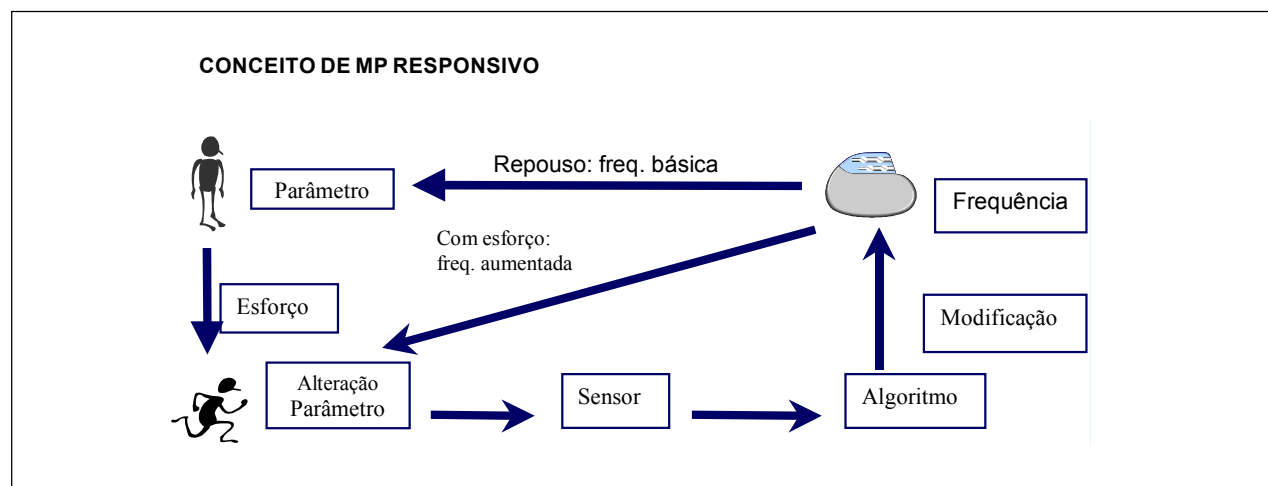 CONCEITO DE MP RESPONSIVO
Repouso: freq. básica
Parâmetro
Frequência
Com esforço:
freq. aumentada
Esforço
Modificação
Alteração
Parâmetro
Sensor
Algoritmo